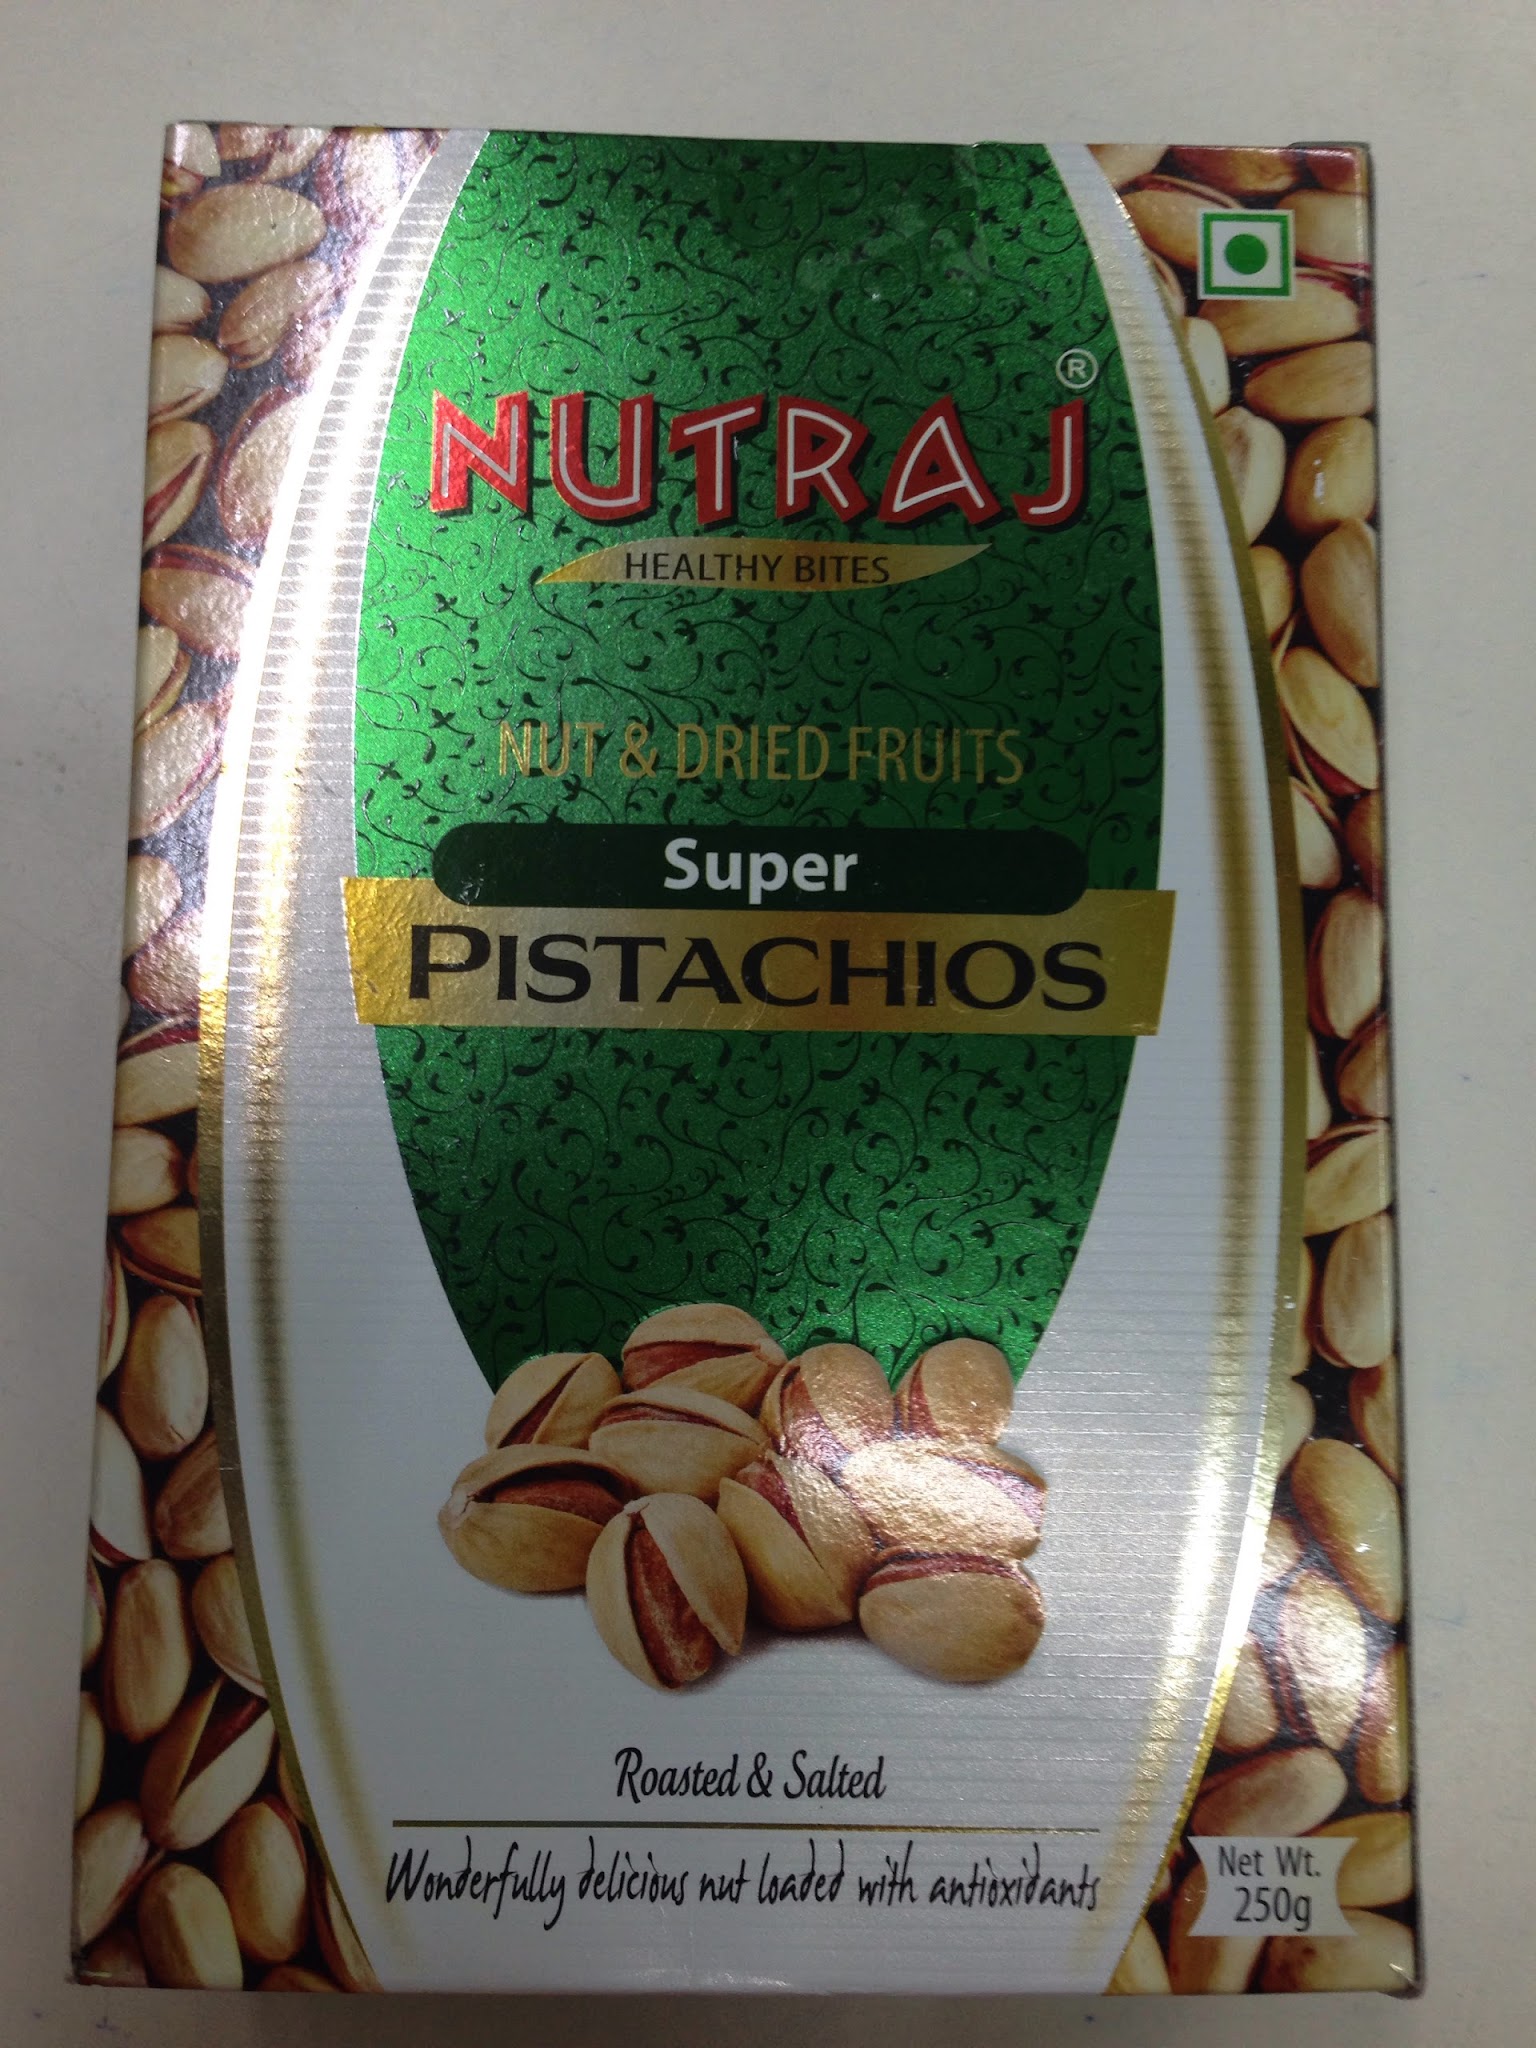 NUTRAJ®
HEALTHY BITES
NUT & DRIED FRUITS
Super
PISTACHIOS
Roasted & Salted
Wonderfully delicious nut loaded with antioxidants
Net Wt.
250g